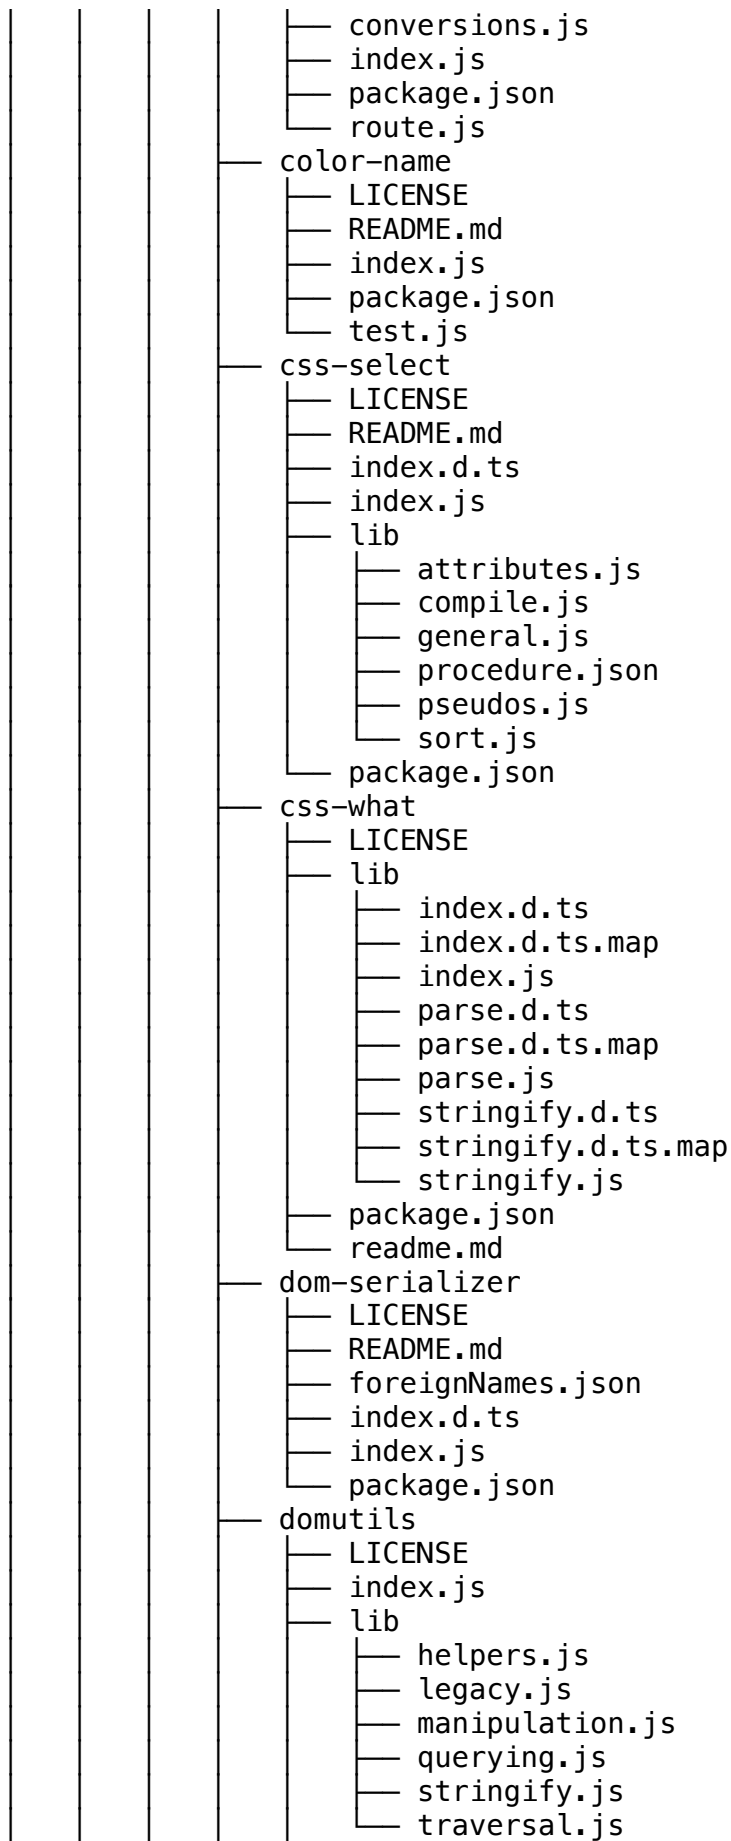 │   │   │   │   ├── conversions.js
│   │   │   │   ├── index.js
│   │   │   │   ├── package.json
│   │   │   │   └── route.js
│   │   │   ├── color-name
│   │   │   │   ├── LICENSE
│   │   │   │   ├── README.md
│   │   │   │   ├── index.js
│   │   │   │   ├── package.json
│   │   │   │   └── test.js
│   │   │   ├── css-select
│   │   │   │   ├── LICENSE
│   │   │   │   ├── README.md
│   │   │   │   ├── index.d.ts
│   │   │   │   ├── index.js
│   │   │   │   ├── lib
│   │   │   │   │   ├── attributes.js
│   │   │   │   │   ├── compile.js
│   │   │   │   │   ├── general.js
│   │   │   │   │   ├── procedure.json
│   │   │   │   │   ├── pseudos.js
│   │   │   │   │   └── sort.js
│   │   │   │   └── package.json
│   │   │   ├── css-what
│   │   │   │   ├── LICENSE
│   │   │   │   ├── lib
│   │   │   │   │   ├── index.d.ts
│   │   │   │   │   ├── index.d.ts.map
│   │   │   │   │   ├── index.js
│   │   │   │   │   ├── parse.d.ts
│   │   │   │   │   ├── parse.d.ts.map
│   │   │   │   │   ├── parse.js
│   │   │   │   │   ├── stringify.d.ts
│   │   │   │   │   ├── stringify.d.ts.map
│   │   │   │   │   └── stringify.js
│   │   │   │   ├── package.json
│   │   │   │   └── readme.md
│   │   │   ├── dom-serializer
│   │   │   │   ├── LICENSE
│   │   │   │   ├── README.md
│   │   │   │   ├── foreignNames.json
│   │   │   │   ├── index.d.ts
│   │   │   │   ├── index.js
│   │   │   │   └── package.json
│   │   │   ├── domutils
│   │   │   │   ├── LICENSE
│   │   │   │   ├── index.js
│   │   │   │   ├── lib
│   │   │   │   │   ├── helpers.js
│   │   │   │   │   ├── legacy.js
│   │   │   │   │   ├── manipulation.js
│   │   │   │   │   ├── querying.js
│   │   │   │   │   ├── stringify.js
│   │   │   │   │   └── traversal.js